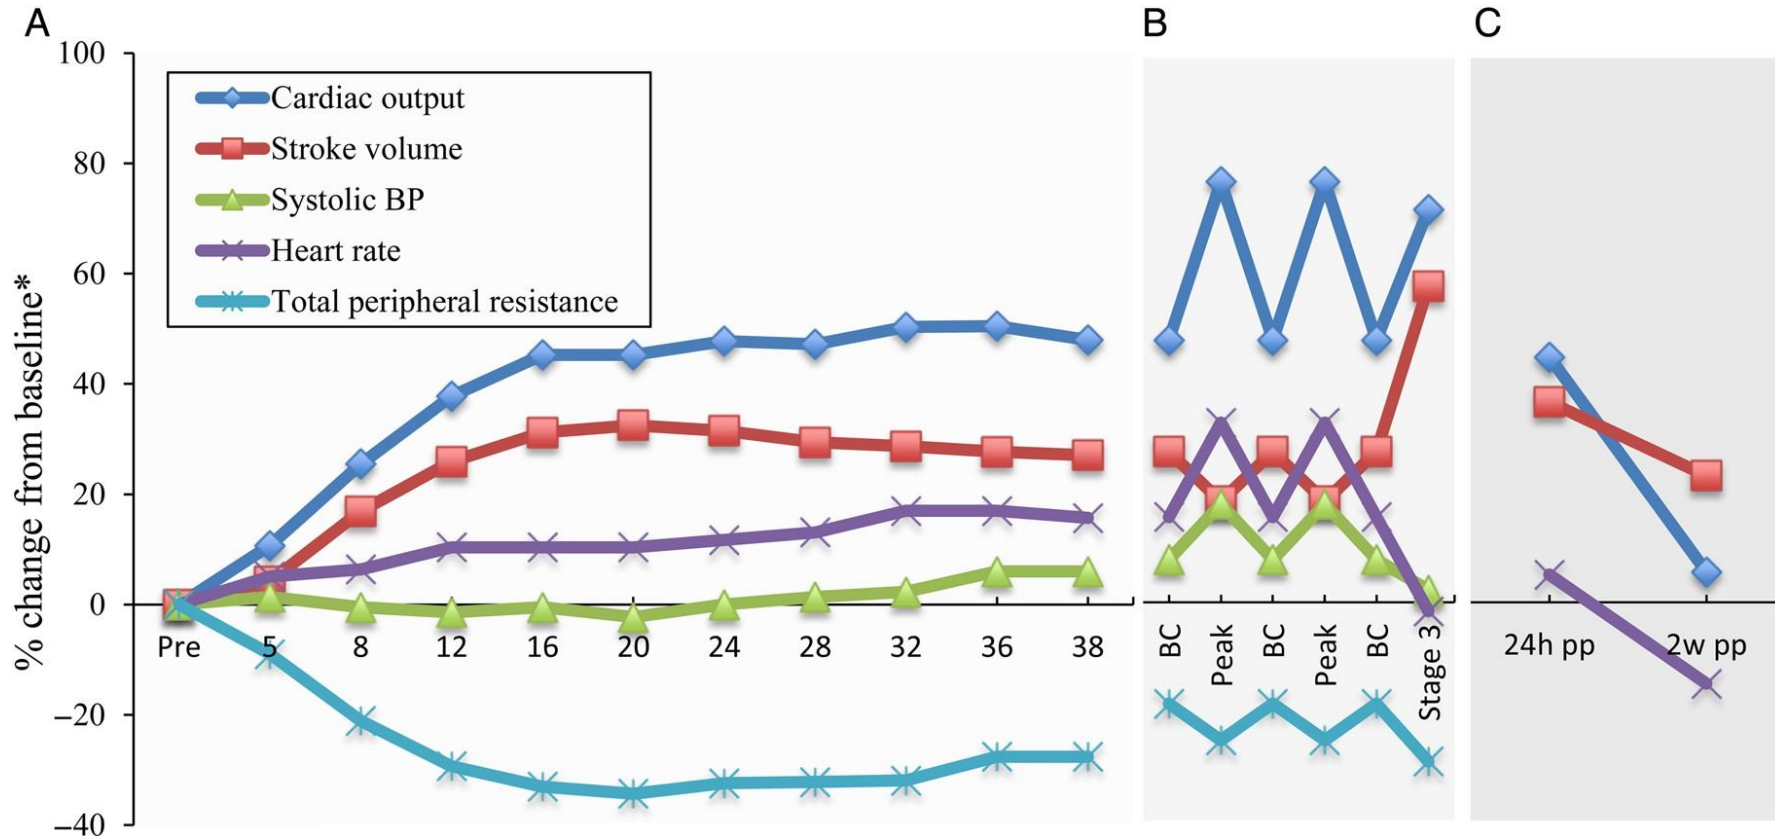 A
B
C
100
80
60
40
20
0
–20
–40
% change from baseline*
Cardiac output
Stroke volume
Systolic BP
Heart rate
Total peripheral resistance
Pre 5 8 12 16 20 24 28 32 36 38
BC Peak BC Peak BC Stage 3
24h pp 2w pp